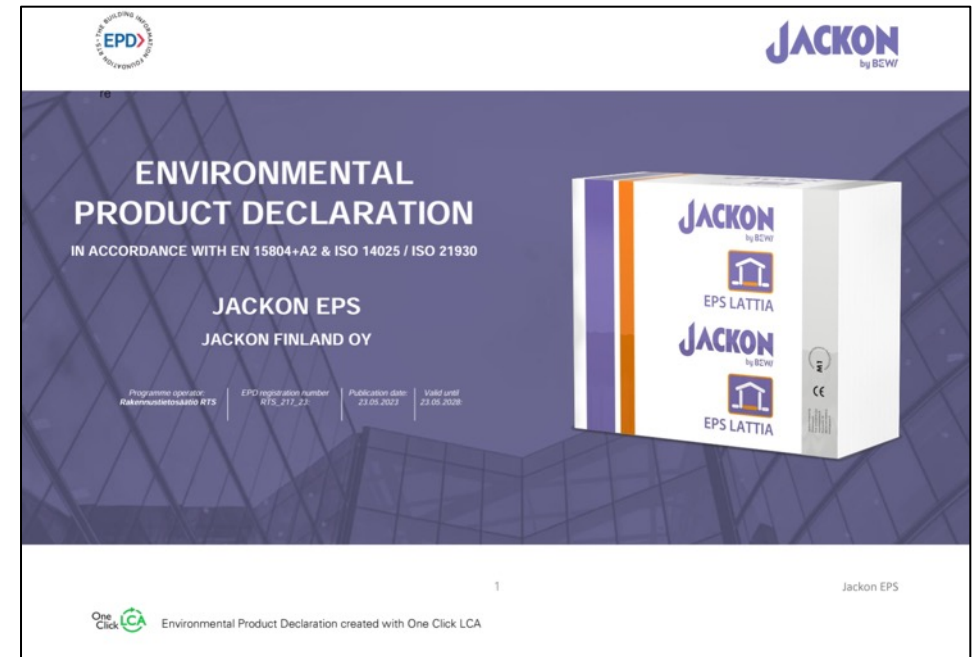 THE BUILDING INFORMATION FOUNDATION RTS
EPD
JACKON
by BEWI
re
ENVIRONMENTAL
PRODUCT DECLARATION
IN ACCORDANCE WITH EN 15804+A2 & ISO 14025 / ISO 21930
JACKON EPS
JACKON FINLAND OY
Programme operator:
Rakennustietosäätiö RTS
EPD registration number
RTS_217_23:
Publication date:
23.05.2023
Valid until
23.05.2028:
JACKON
by BEWI
EPS LATTIA
JACKON
by BEWI
EPS LATTIA
M1
CE
1
Jackon EPS
One Click LCA
Environmental Product Declaration created with One Click LCA